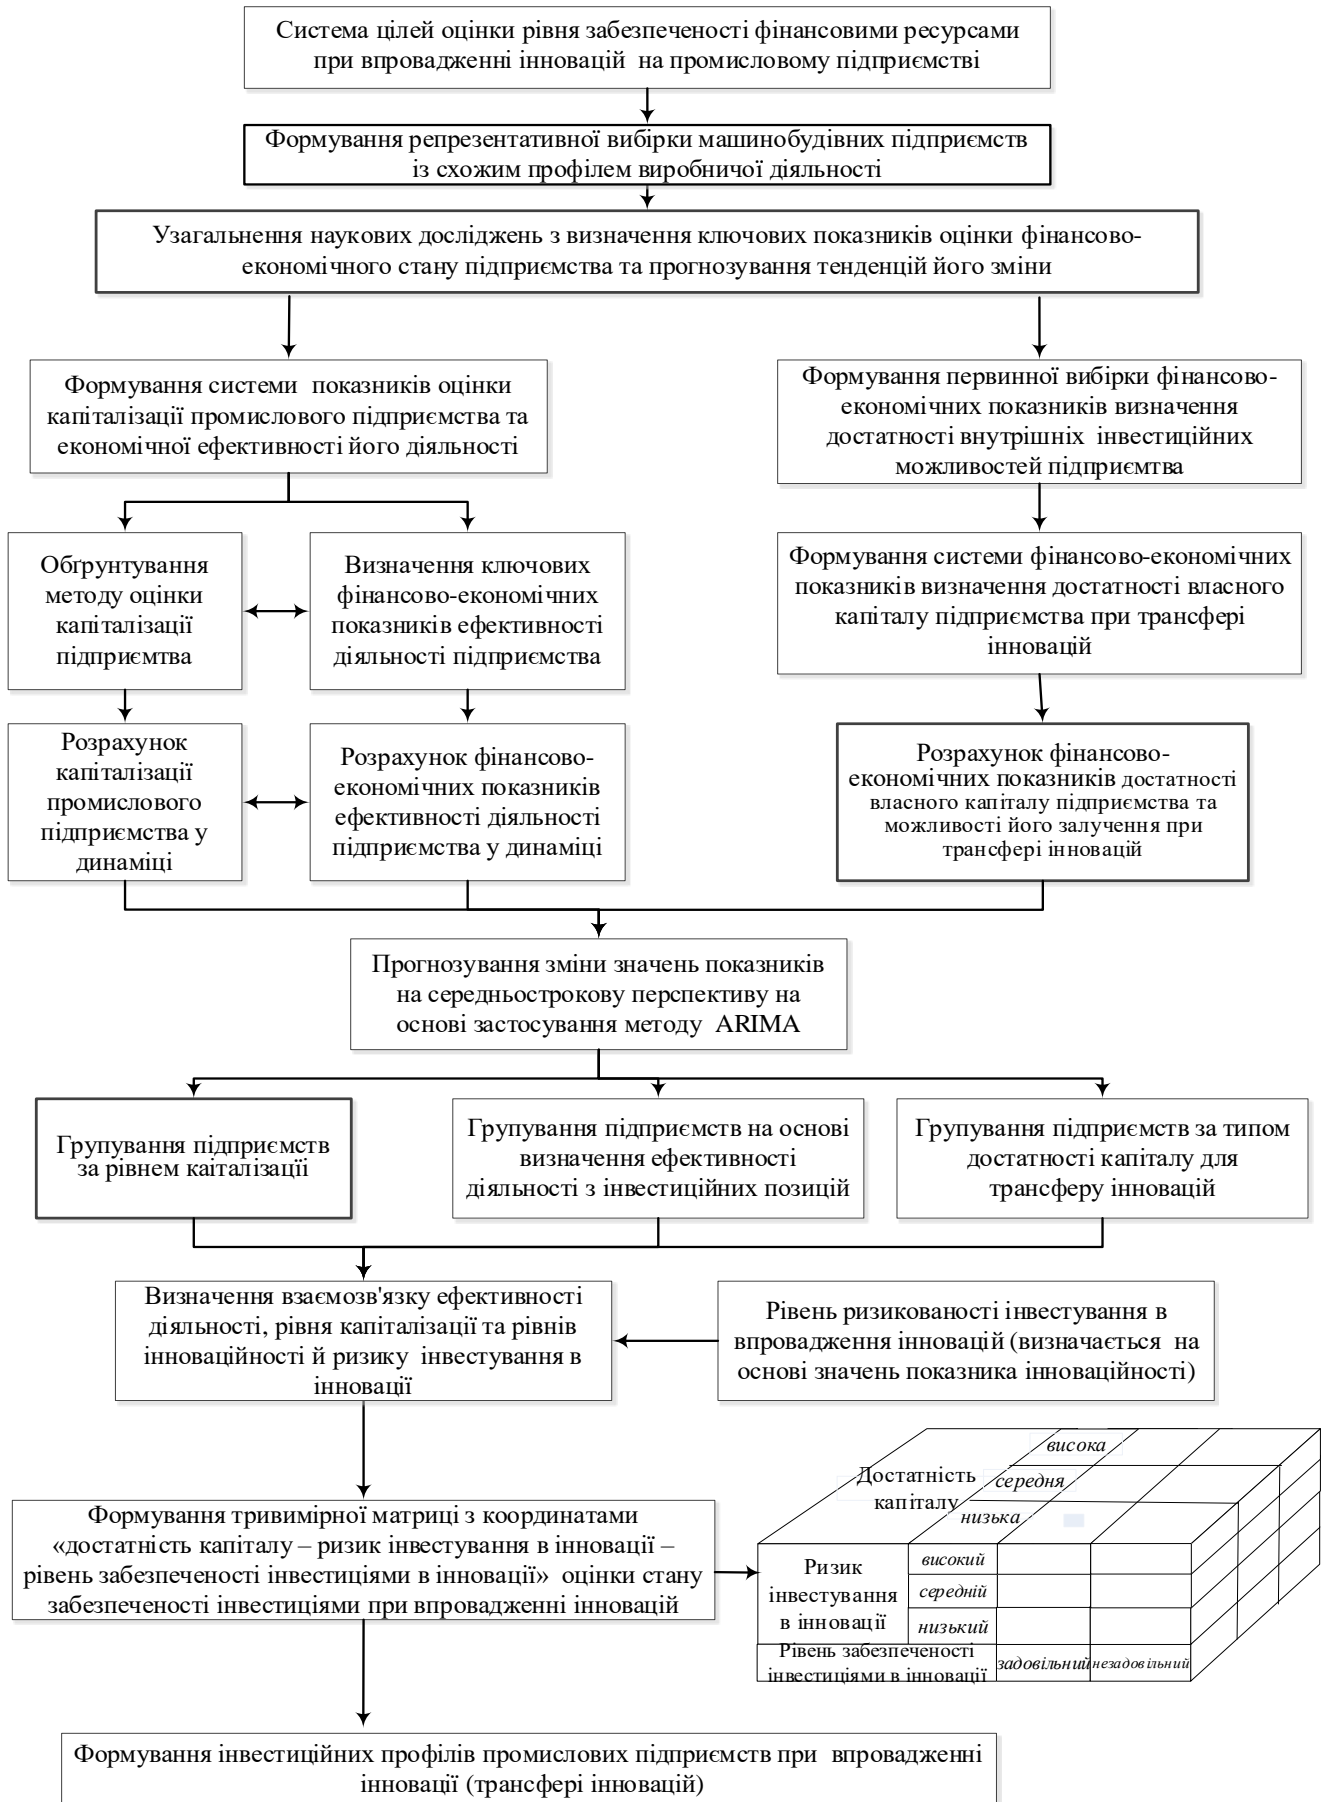 Система цілей оцінки рівня забезпеченості фінансовими ресурсами
при впровадженні інновацій на промисловому підприємстві
Формування репрезентативної вибірки машинобудівних підприємств
із схожим профілем виробничої діяльності
Узагальнення наукових досліджень з визначення ключових показників оцінки фінансово-
економічного стану підприємства та прогнозування тенденцій його зміни
Формування системи показників оцінки
капіталізації промислового підприємства та
економічної ефективності його діяльності
Формування первинної вибірки фінансово-
економічних показників визначення
достатності внутрішніх інвестиційних
можливостей підприємтва
Обґрунтування
методу оцінки
капіталізації
підприємтва
Визначення ключових
фінансово-економічних
показників ефективності
діяльності підприємства
Формування системи фінансово-економічних
показників визначення достатності власного
капіталу підприємства при трансфері
інновацій
Розрахунок
капіталізації
промислового
підприємства у
динаміці
Розрахунок фінансово-
економічних показників
ефективності діяльності
підприємства у динаміці
Розрахунок фінансово-
економічних показників достатності
власного капіталу підприємства та
можливості його залучення при
трансфері інновацій
Прогнозування зміни значень показників
на середньострокову перспективу на
основі застосування методу ARIMA
Групування підприємств
за рівнем каіталізації
Групування підприємств на основі
визначення ефективності
діяльності з інвестиційних позицій
Групування підприємств за типом
достатності капіталу для
трансферу інновацій
Визначення взаємозв'язку ефективності
діяльності, рівня капіталізації та рівнів
інноваційності й ризику інвестування в
інновації
Рівень ризикованості інвестування в
впровадження інновацій (визначається на
основі значень показника інноваційності)
Формування тривимірної матриці з координатами
«достатність капіталу – ризик інвестування в інновації –
рівень забезпеченості інвестиціями в інновації» оцінки стану
забезпеченості інвестиціями при впровадженні інновацій
Достатність
капіталу
висока
середня
низька
Ризик
інвестування
в інновації
високий
середній
низький
Рівень забезпеченості
інвестиціями в інновації
задовільний
незадовільний
Формування інвестиційних профілів промислових підприємств при впровадженні
інновації (трансфері інновацій)